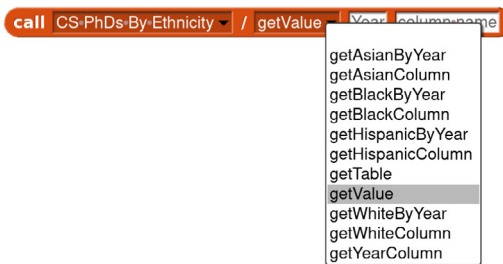 call CS·PhDs·By·Ethnicity / getValue Year column·name
getAsianByYear
getAsianColumn
getBlackByYear
getBlackColumn
getHispanicByYear
getHispanicColumn
getTable
getValue
getWhiteByYear
getWhiteColumn
getYearColumn